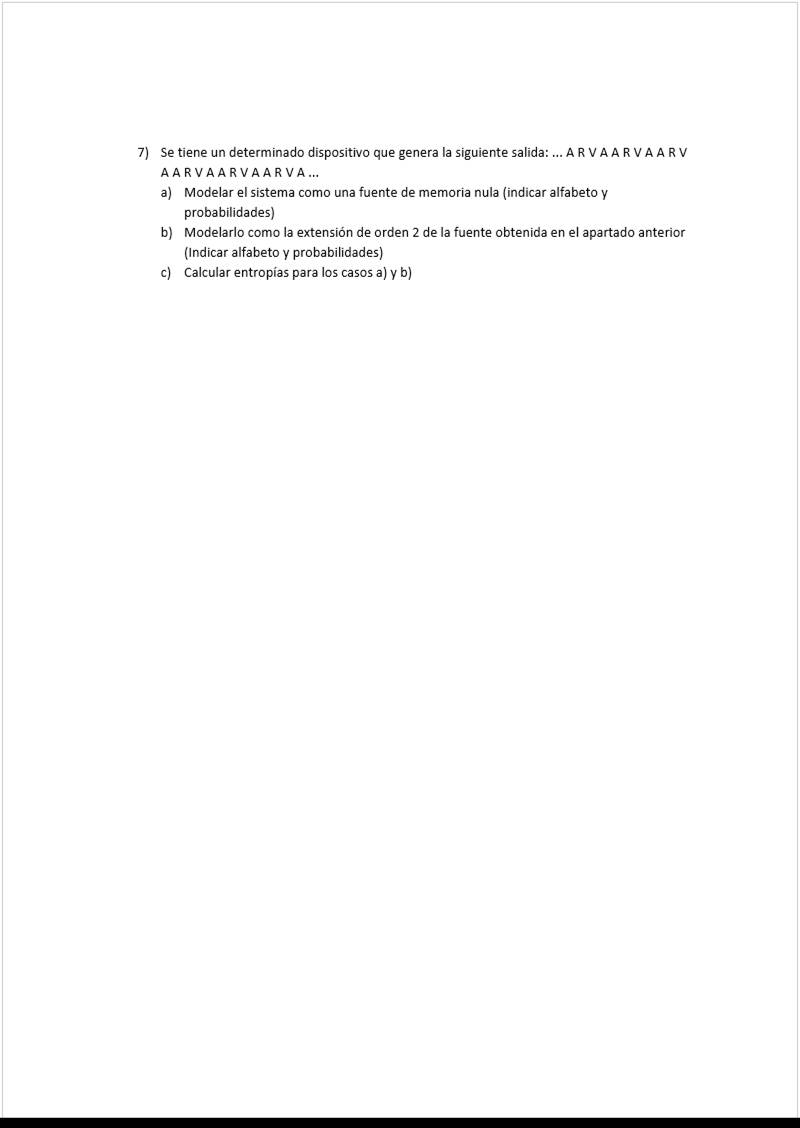 7) Se tiene un determinado dispositivo que genera la siguiente salida: ... A R V A A R V A A R V
A A R V A A R V A A R V A ...
a) Modelar el sistema como una fuente de memoria nula (indicar alfabeto y
probabilidades)
b) Modelarlo como la extensión de orden 2 de la fuente obtenida en el apartado anterior
(Indicar alfabeto y probabilidades)
c) Calcular entropías para los casos a) y b)